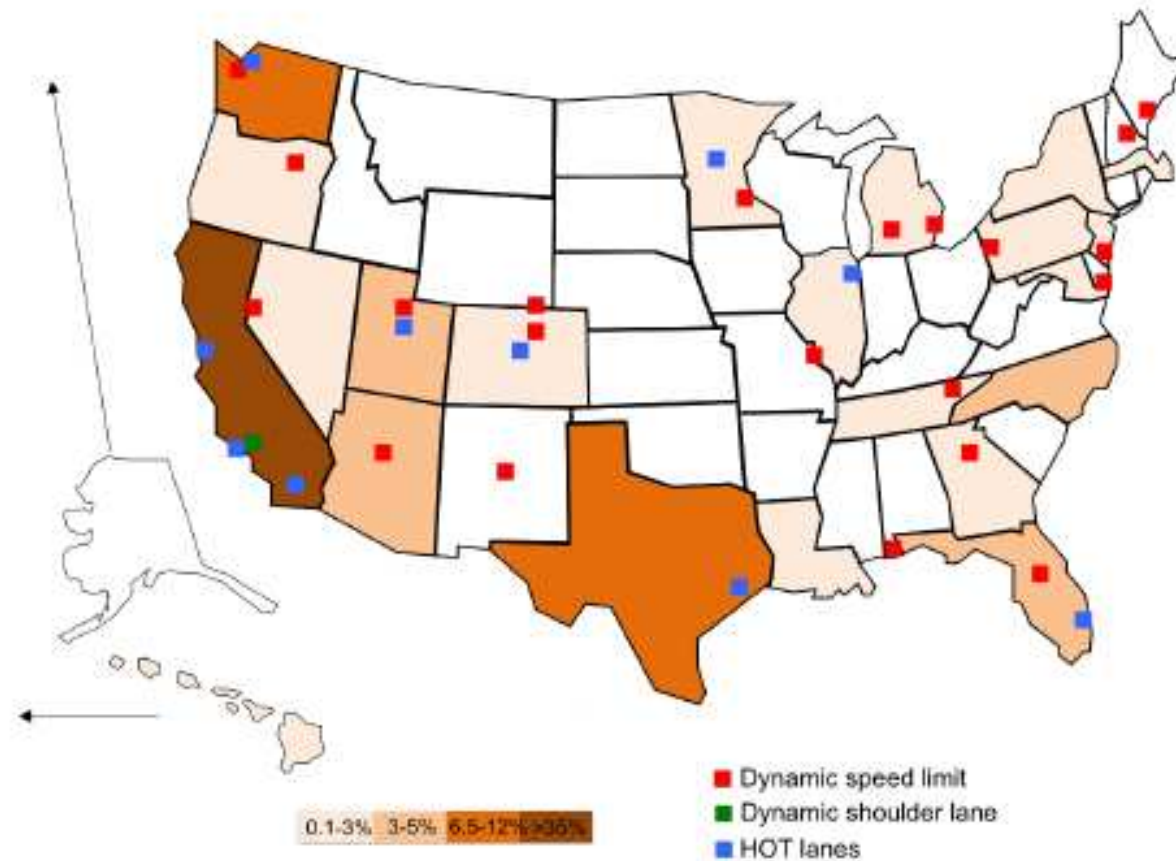 Dynamic speed limit
Dynamic shoulder lane
HOT lanes
0.1-3% 3-5% 6.5-12% >35%